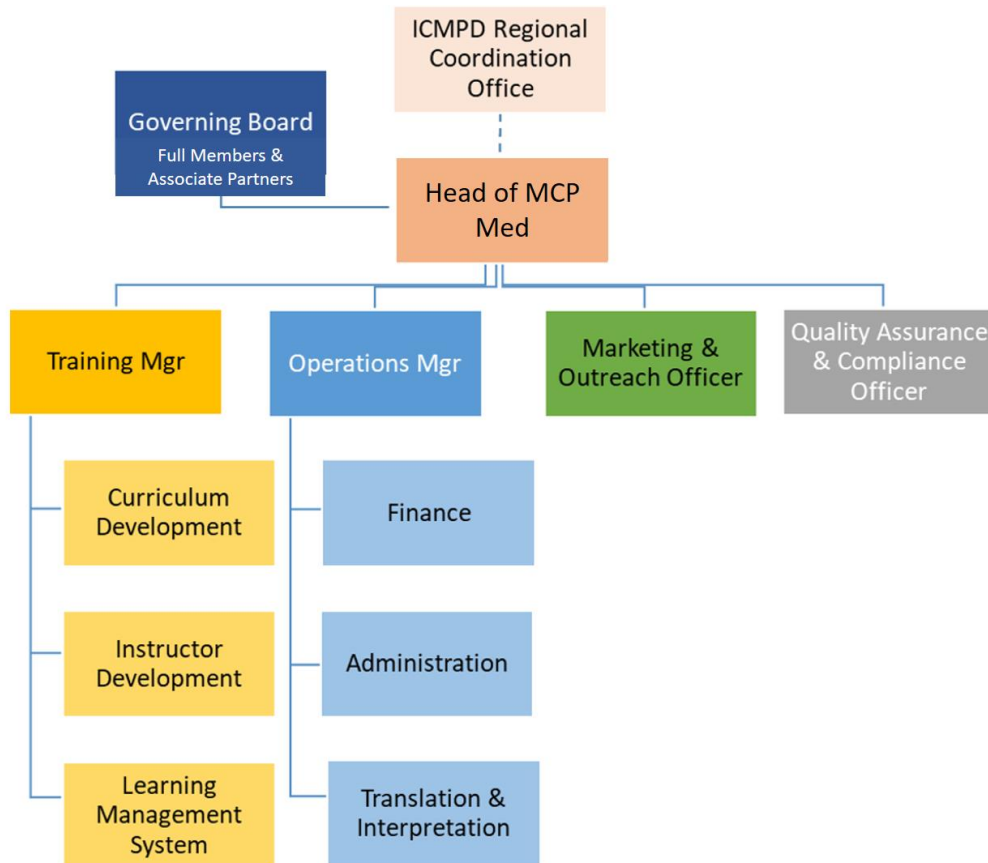 ICMPD Regional
Coordination
Office
Governing Board
Full Members &
Associate Partners
Head of MCP
Med
Training Mgr
Operations Mgr
Marketing &
Outreach Officer
Quality Assurance
& Compliance
Officer
Curriculum
Development
Finance
Instructor
Development
Administration
Learning
Management
System
Translation &
Interpretation